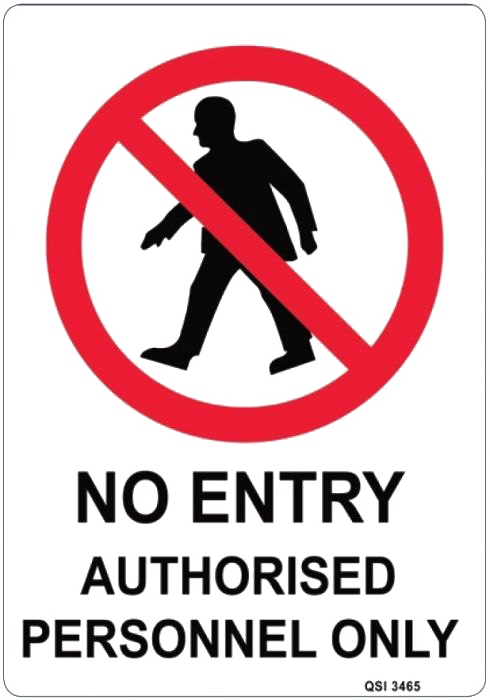 NO ENTRY
AUTHORISED
PERSONNEL ONLY
QSI 3465